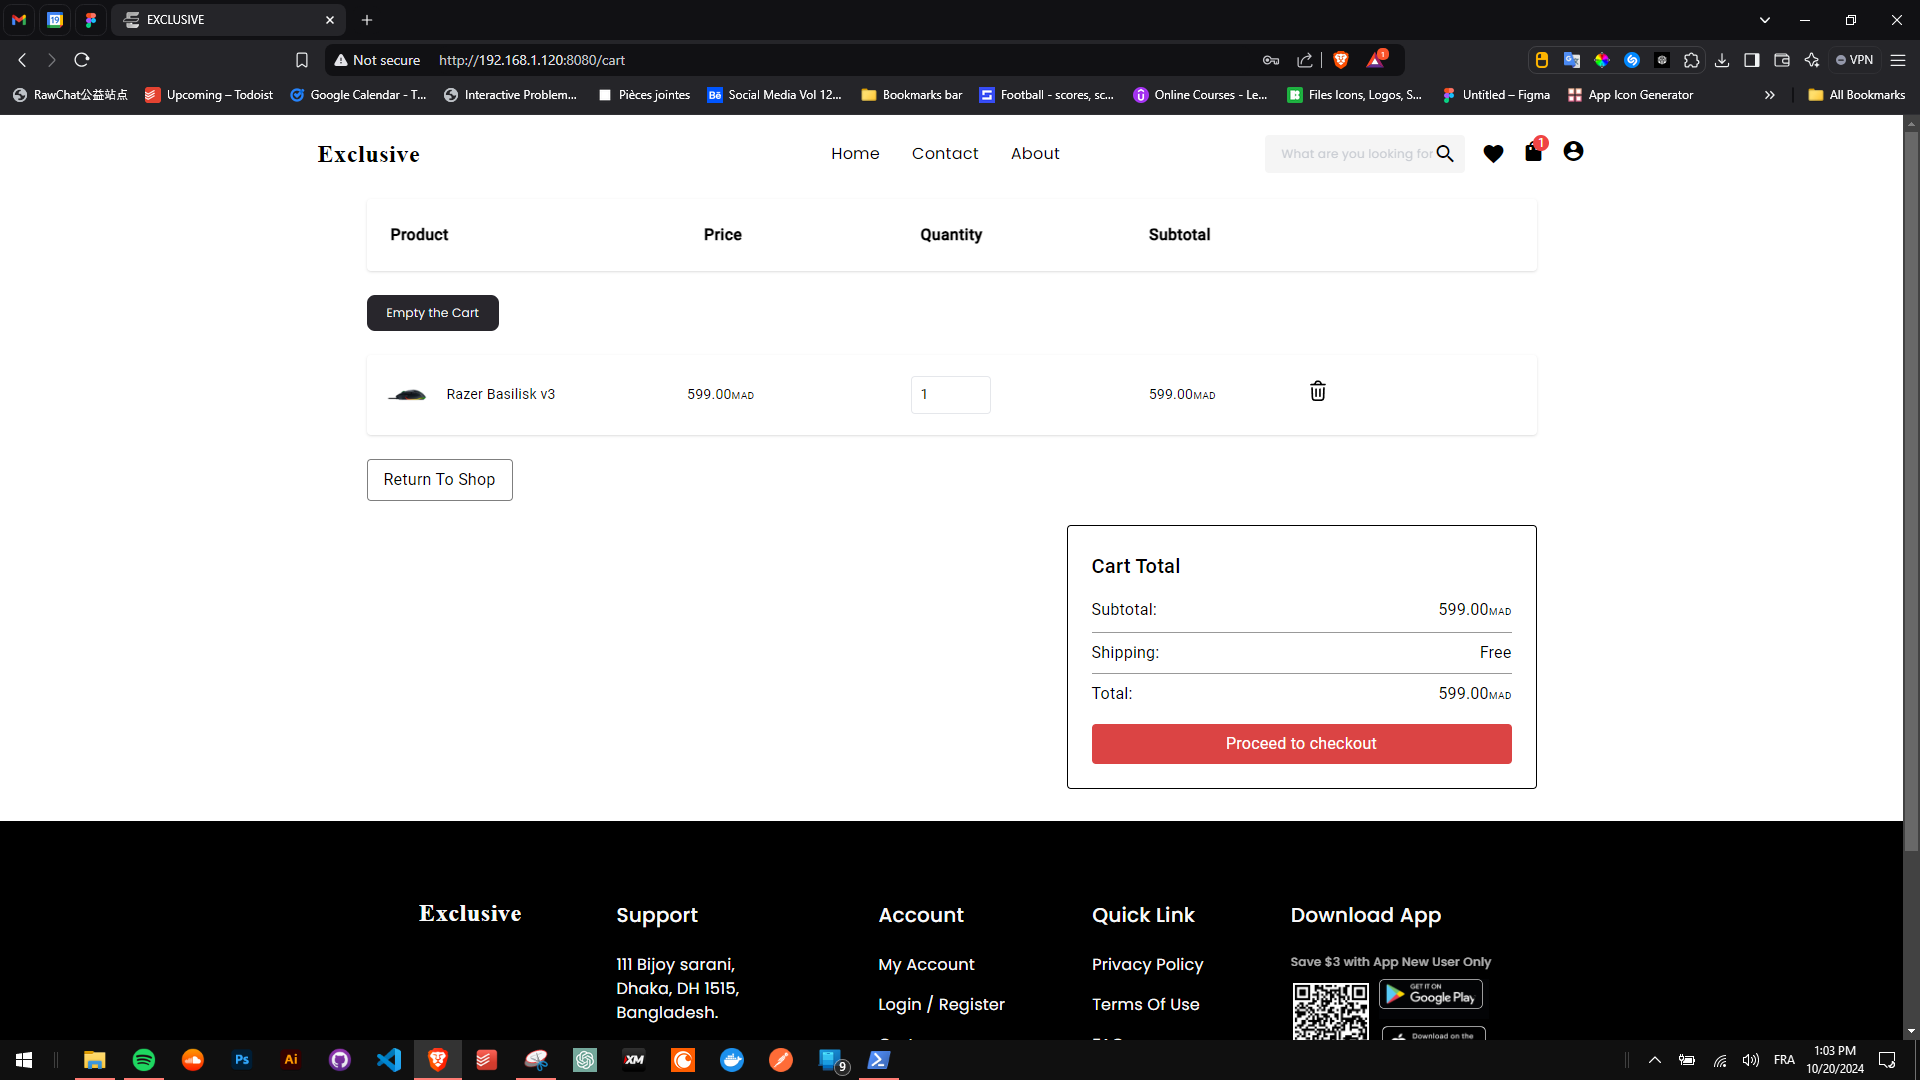 EXCLUSIVE
Not secure http://192.168.1.120:8080/cart
1
VPN
RawChat公益站点
Upcoming – Todoist
Google Calendar - T...
Interactive Problem...
Pièces jointes
Bē Social Media Vol 12...
Bookmarks bar
Football - scores, sc...
Online Courses - Le...
Files Icons, Logos, S...
Untitled – Figma
App Icon Generator
All Bookmarks
Exclusive
Home
Contact
About
What are you looking for
1
Product Price Quantity Subtotal
Empty the Cart
Razer Basilisk v3 599.00MAD 1 599.00MAD
Return To Shop
Cart Total
Subtotal: 599.00MAD
Shipping: Free
Total: 599.00MAD
Proceed to checkout
Exclusive
Support
111 Bijoy sarani,
Dhaka, DH 1515,
Bangladesh.
Account
My Account
Login / Register
Quick Link
Privacy Policy
Terms Of Use
Download App
Save $3 with App New User Only
GET IT ON
Google Play
Download on the
Ps
Ai
XM
9
FRA
1:03 PM
10/20/2024